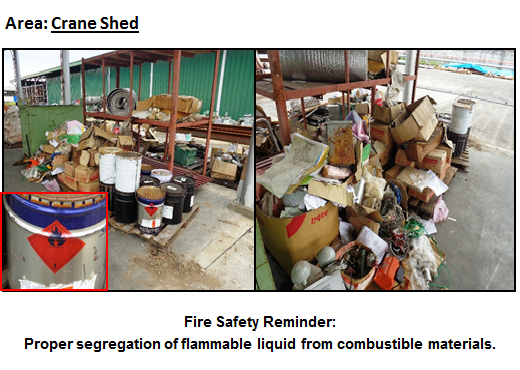 Area: Crane Shed
Fire Safety Reminder:
Proper segregation of flammable liquid from combustible materials.